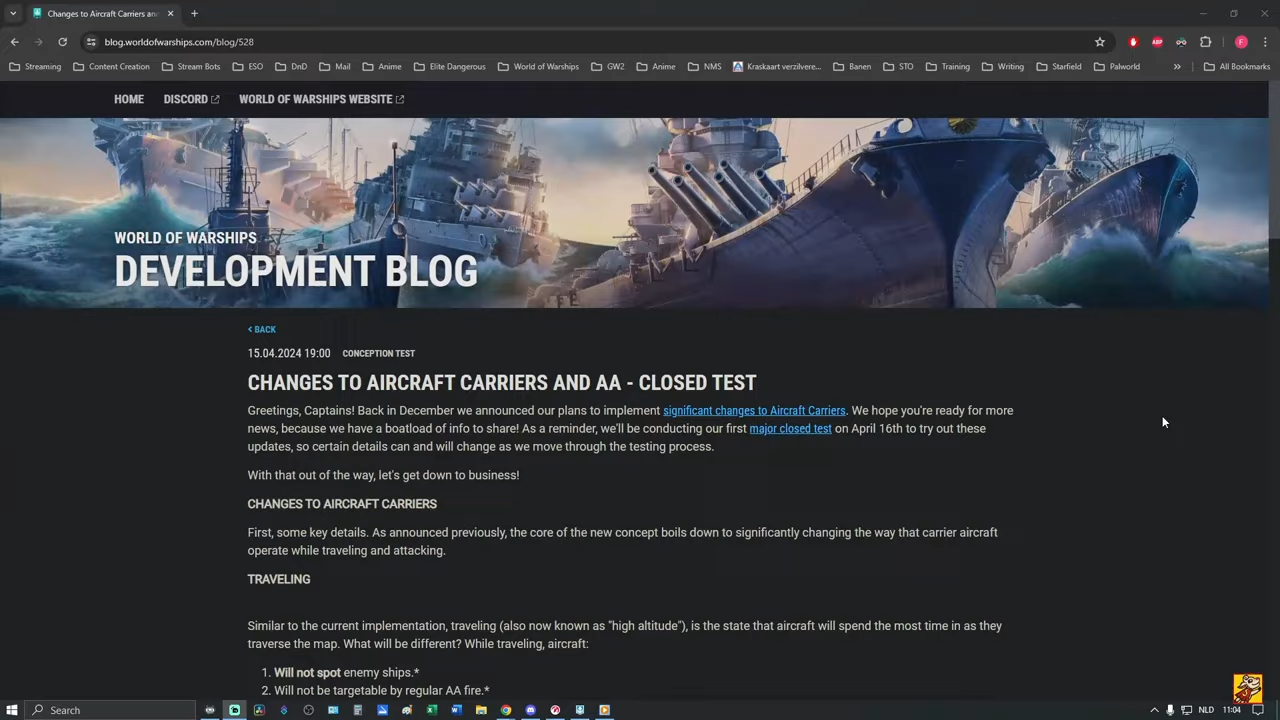 Changes to Aircraft Carriers and
blog.worldofwarships.com/blog/528
Streaming Content Creation Stream Bots ESO DnD Mail Anime Elite Dangerous World of Warships GW2 Anime NMS Kraskaart verzilvere... Banen STO Training Writing Starfield Palworld » All Bookmarks
HOME DISCORD WORLD OF WARSHIPS WEBSITE
WORLD OF WARSHIPS
DEVELOPMENT BLOG
< BACK
15.04.2024 19:00 CONCEPTION TEST
CHANGES TO AIRCRAFT CARRIERS AND AA - CLOSED TEST
Greetings, Captains! Back in December we announced our plans to implement significant changes to Aircraft Carriers. We hope you're ready for more
news, because we have a boatload of info to share! As a reminder, we'll be conducting our first major closed test on April 16th to try out these
updates, so certain details can and will change as we move through the testing process.
With that out of the way, let's get down to business!
CHANGES TO AIRCRAFT CARRIERS
First, some key details. As announced previously, the core of the new concept boils down to significantly changing the way that carrier aircraft
operate while traveling and attacking.
TRAVELING
Similar to the current implementation, traveling (also now known as "high altitude"), is the state that aircraft will spend the most time in as they
traverse the map. What will be different? While traveling, aircraft:
1. Will not spot enemy ships.*
2. Will not be targetable by regular AA fire.*
Search NLD 11:04